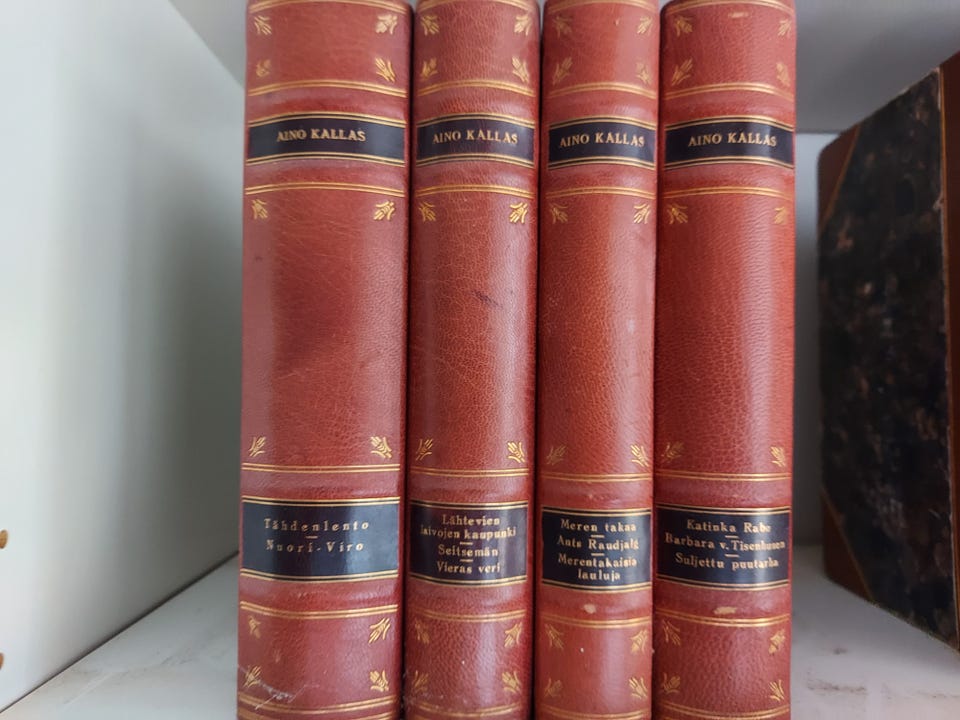 AINO KALLAS
Tähdenlento
Nuori-Viro
AINO KALLAS
Lähtevien
laivojen kaupunki
Seitsemän
Vieras veri
AINO KALLAS
Meren takaa
Ants Raudjalg
Merentakaisia
lauluja
AINO KALLAS
Katinka Rabe
Barbara v. Tisenhusen
Suljettu puutarha